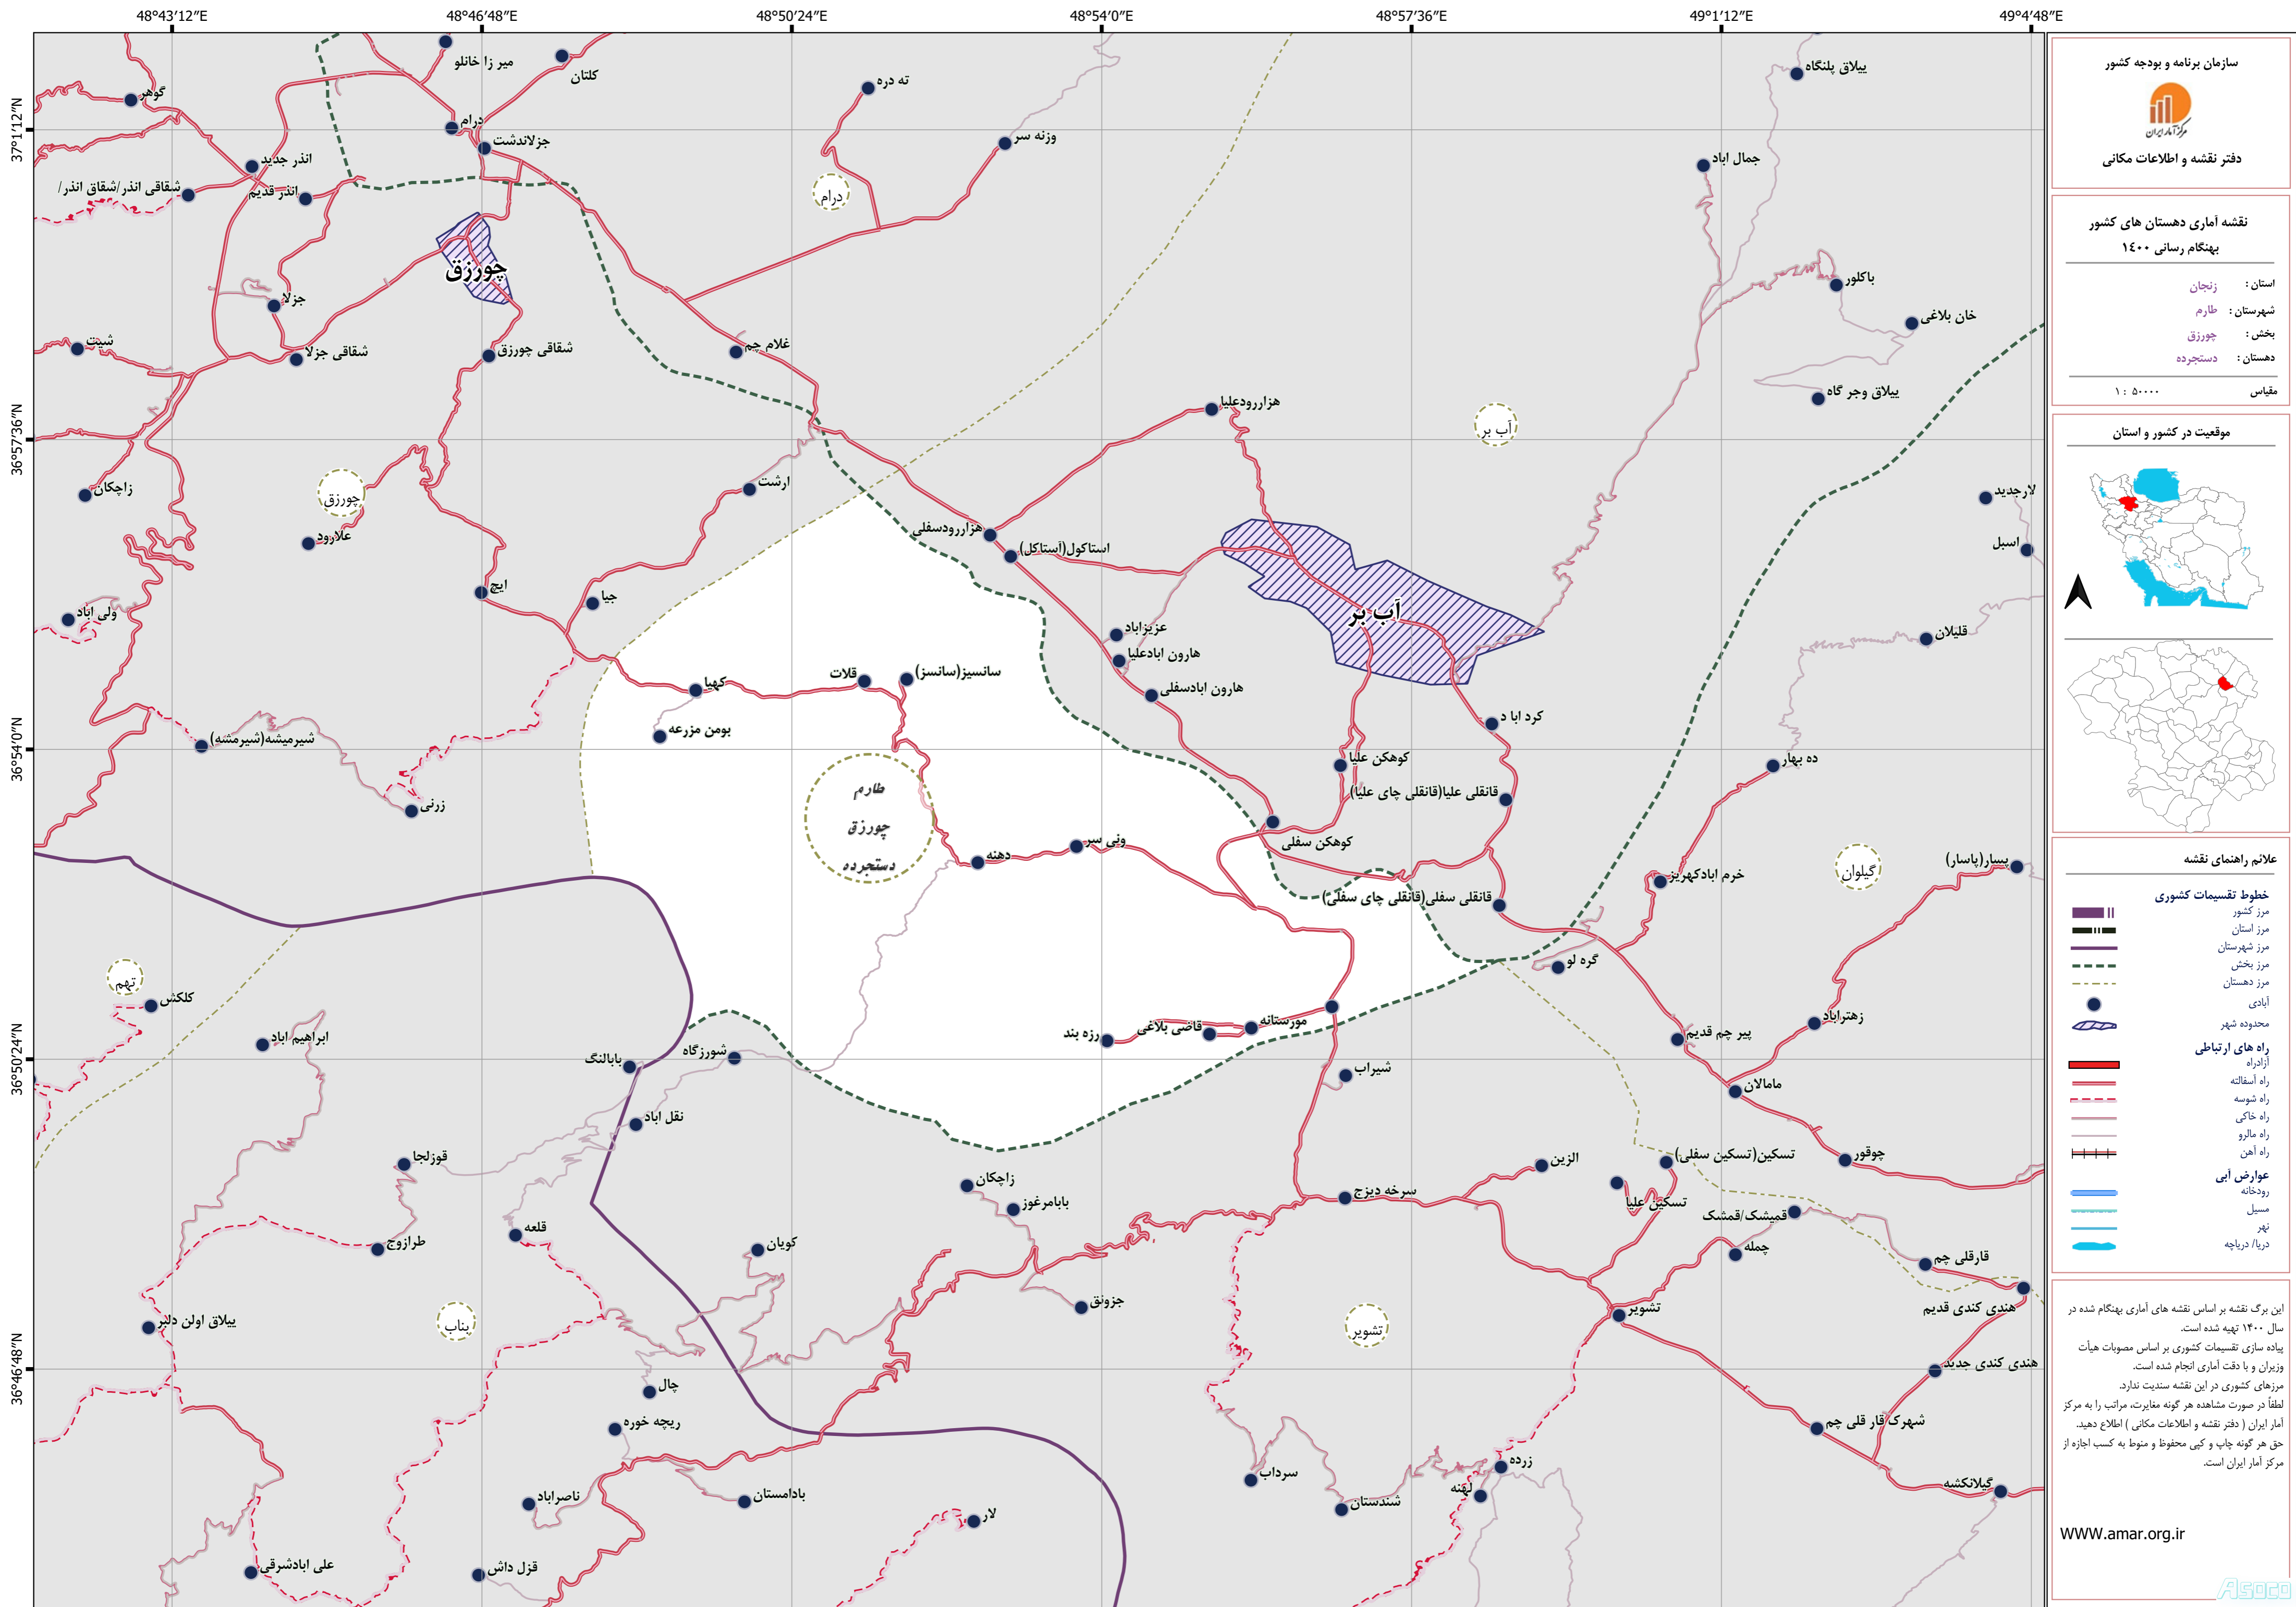 48°43'12"E
48°46'48"E
48°50'24"E
48°54'0"E
48°57'36"E
49°1'12"E
49°4'48"E
37°1'12"N
36°57'36"N
36°54'0"N
36°50'24"N
36°46'48"N
میر زا خانلو
کلتان
ته دره
ییلاق پلنگاه
گوهر
درام
جزلاندشت
وزنه سر
جمال اباد
انذر جدید
شقاقی انذر/شقاق انذر/
انذر قدیم
درام
چورزق
باکلور
جزلا
خان بلاغی
شیت
شقاقی جزلا
شقاقی چورزق
غلام چم
ییلاق وجر گاه
هزاررودعلیا
آب بر
زاچکان
چورزق
ارشت
لارجدید
علارود
هزاررودسفلی
استاکول(آستاکل)
اسبل
ایچ
جیا
آب بر
ولی اباد
عزیزاباد
هارون ابادعلیا
قلیٔلان
کهیا
قلات
سانسیز(سانسز)
هارون ابادسفلی
بومن مزرعه
کرد ابا د
شیرمیشه(شیرمشه)
کوهکن علیا
ده بهار
طارم
چورزق
دستجرده
زرنی
قانقلی علیا(قانقلی چای علیا)
کوهکن سفلی
ونی سر
دهنه
گیلوان
پسار(پاسار)
خرم ابادکهریز
قانقلی سفلی(قانقلی چای سفلی)
تهم
گره لو
کلکش
ابراهیم اباد
رزه بند
قاضی بلاغی
مورستانه
پیر چم قدیم
زهتراباد
بابالنگ
شورزگاه
شیراب
مامالان
نقل اباد
قوزلجا
الزین
تسکین(تسکین سفلی)
چوقور
زاچکان
بابامرغوز
سرخه دیزج
تسکین علیا
قمیشک/قمشک
طرازوج
قلعه
کویان
چمله
قارقلی چم
بیلاق اولن دلبر
بناب
جزونق
تشویر
تشویر
هندی کندی قدیم
چال
هندی کندی جدید
ریچه خوره
شهرک قار قلی چم
ناصراباد
بادامستان
سرداب
شندستان
زرده
لهنه
گیلانکشه
لار
علی ابادشرقی
قزل داش
سازمان برنامه و بودجه کشور
مرکز آمار ایران
دفتر نقشه و اطلاعات مکانی
نقشه آماری دهستان های کشور
بهنگام رسانی ۱۴۰۰
استان : زنجان
شهرستان : طارم
بخش : چورزق
دهستان : دستجرده
مقیاس ۱ : ۵۰۰۰۰
موقعیت در کشور و استان
علائم راهنمای نقشه
خطوط تقسیمات کشوری
مرز کشور
مرز استان
مرز شهرستان
مرز بخش
مرز دهستان
آبادی
محدوده شهر
راه های ارتباطی
آزادراه
راه آسفالته
راه شوسه
راه خاکی
راه مالرو
راه آهن
عوارض آبی
رودخانه
مسیل
نهر
دریا/ دریاچه
این برگ نقشه بر اساس نقشه های آماری بهنگام شده در
سال ۱۴۰۰ تهیه شده است.
پیاده سازی تقسیمات کشوری بر اساس مصوبات هیأت
وزیران و با دقت آماری انجام شده است.
مرزهای کشوری در این نقشه سندیت ندارد.
لطفاً در صورت مشاهده هر گونه مغایرت، مراتب را به مرکز
آمار ایران ( دفتر نقشه و اطلاعات مکانی ) اطلاع دهید.
حق هر گونه چاپ و کپی محفوظ و منوط به کسب اجازه از
مرکز آمار ایران است.
WWW.amar.org.ir
Asoco